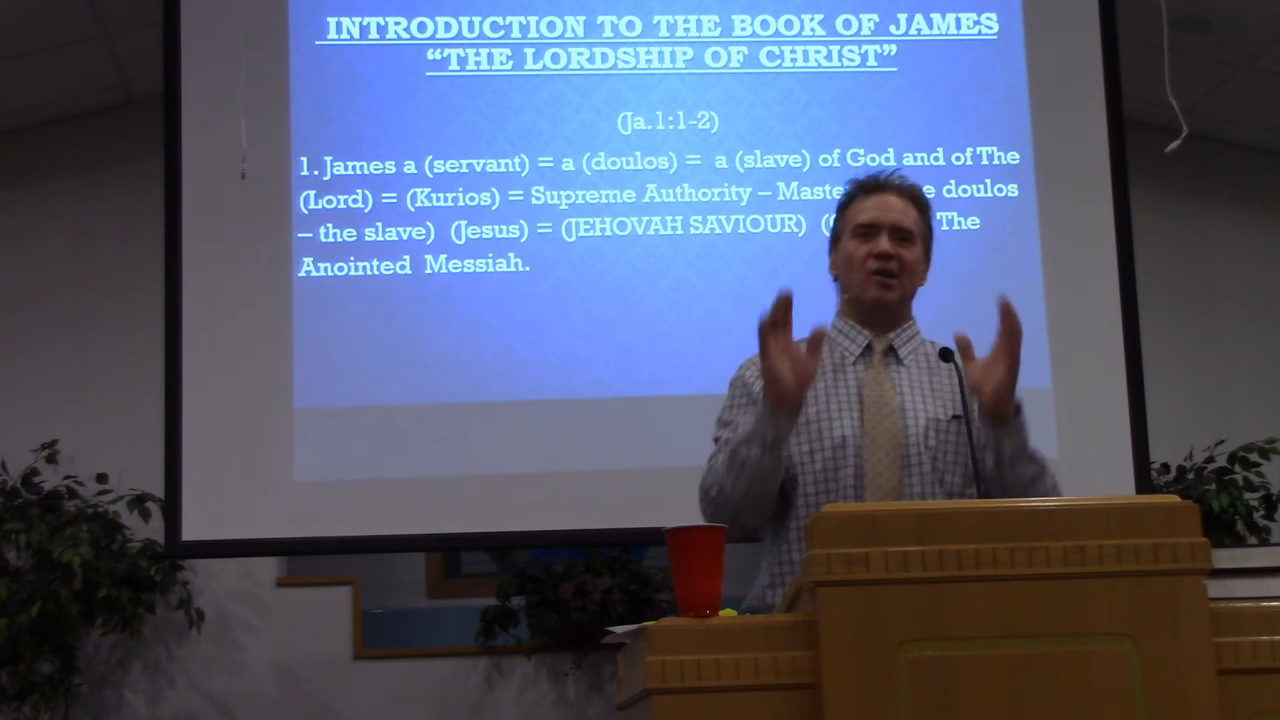 INTRODUCTION TO THE BOOK OF JAMES
“THE LORDSHIP OF CHRIST”
(Ja.1:1-2)
1. James a (servant) = a (doulos) = a (slave) of God and of The
(Lord) = (Kurios) = Supreme Authority – doulos
– the slave) (Jesus) = (JEHOVAH SAVIOUR) The
Anointed Messiah.